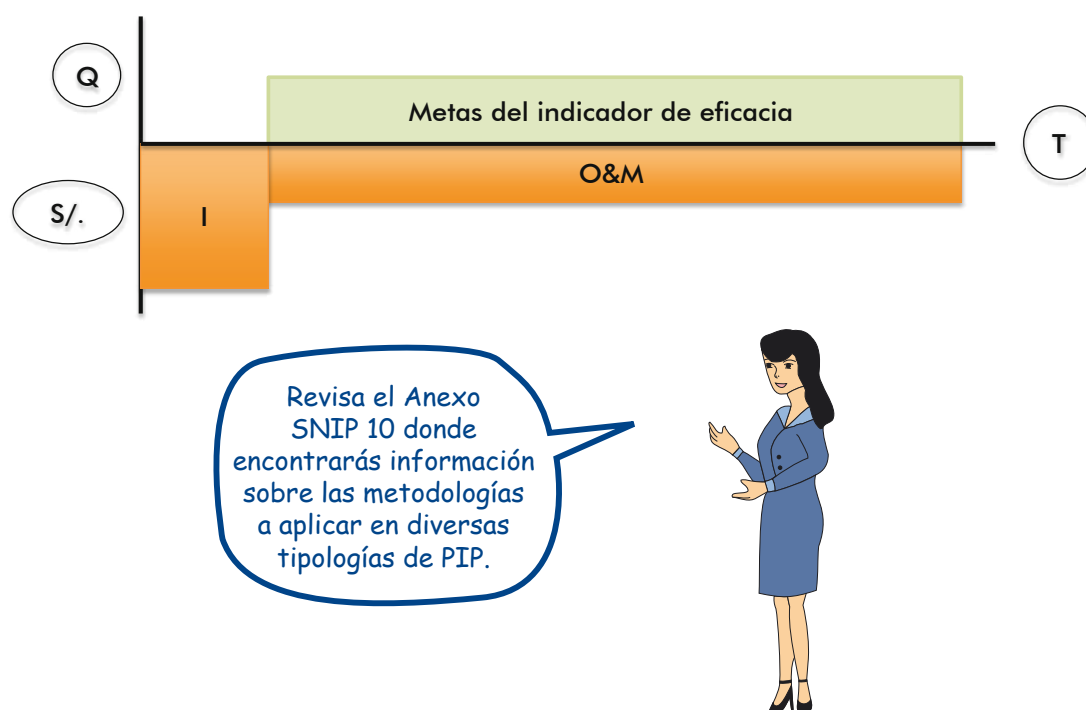 Q
Metas del indicador de eficacia
T
O&M
S/.
I
Revisa el Anexo
SNIP 10 donde
encontrarás información
sobre las metodologías
a aplicar en diversas
tipologías de PIP.